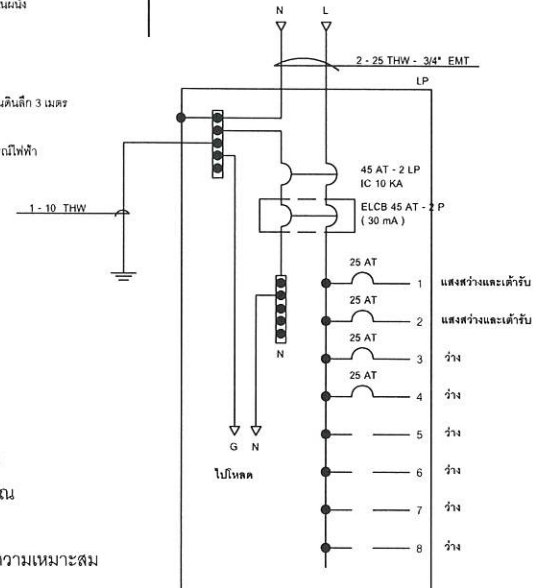 N L
2 - 25 THW - 3/4" EMT
LP
นดินลึก 3 เมตร
ณ์ไฟฟ้า
45 AT - 2 LP
IC 10 KA
1 - 10 THW
ELCB 45 AT - 2 P
( 30 mA )
25 AT
1 แสงสว่างและเต้ารับ
25 AT
2 แสงสว่างและเต้ารับ
25 AT
3 ว่าง
N
25 AT
4 ว่าง
5 ว่าง
G N
ไปโหลด
6 ว่าง
ณ
7 ว่าง
8 ว่าง
วามเหมาะสม